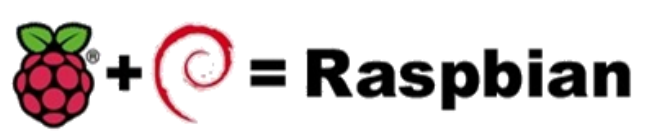 ® + = Raspbian